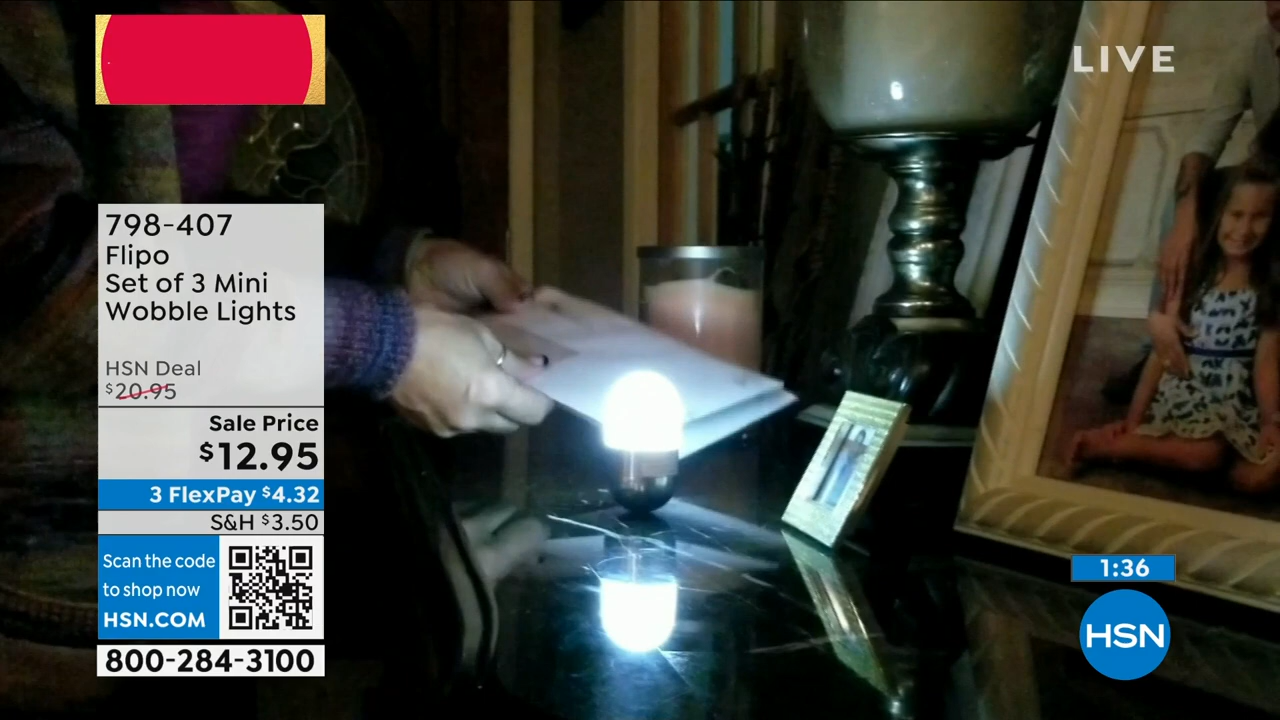 LIVE
798-407
Flipo
Set of 3 Mini
Wobble Lights
HSN Deal
$20.95
Sale Price
$12.95
3 FlexPay $4.32
S&H $3.50
Scan the code
to shop now
HSN.COM
800-284-3100
1:36
HSN